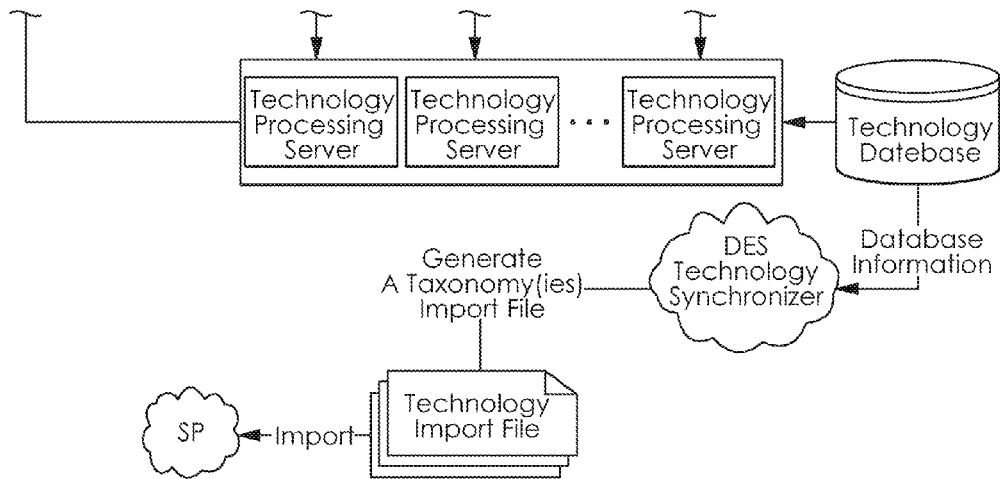 Technology
Processing
Server
Technology
Processing
Server
Technology
Processing
Server
Technology
Datebase
DES
Technology
Synchronizer
Database
Information
Generate
A Taxonomy(ies)
Import File
Technology
Import File
Import
SP